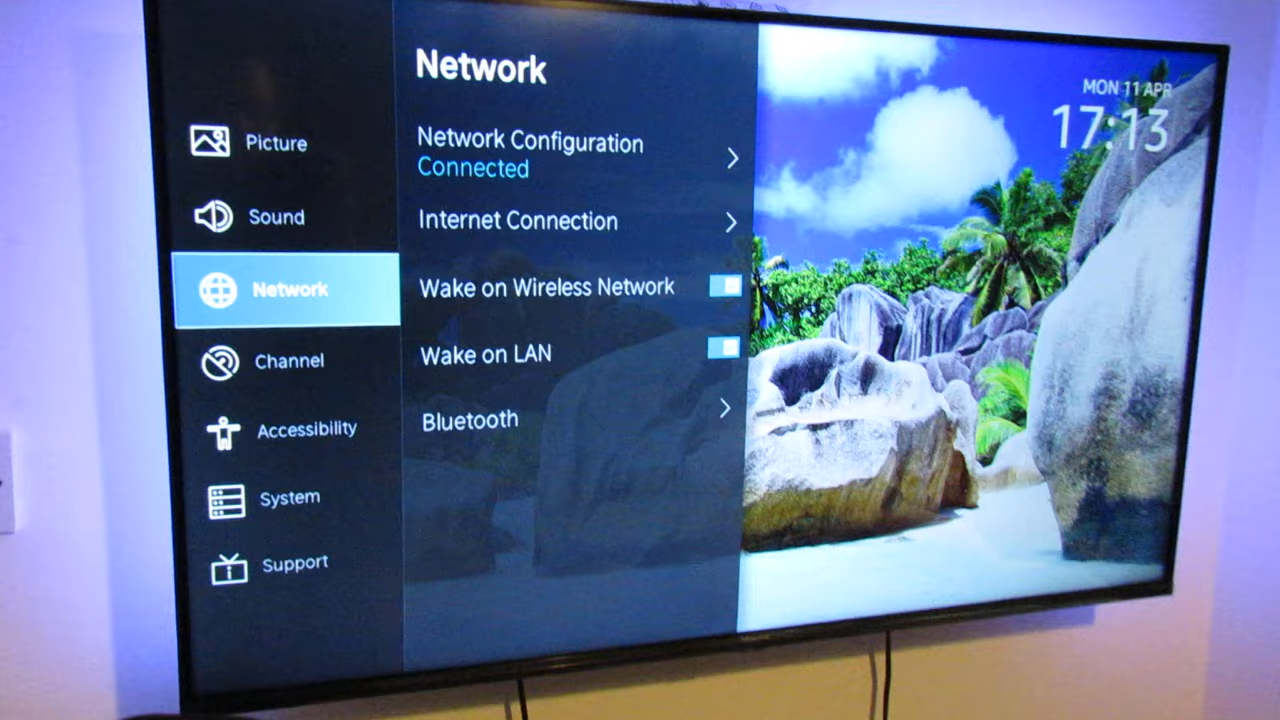 Picture
Sound
Network
Channel
Accessibility
System
Support
Network
Network Configuration
Connected
Internet Connection
Wake on Wireless Network
Wake on LAN
Bluetooth
MON 11 APR
17:13